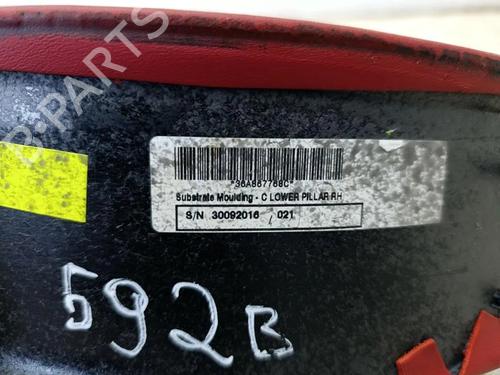 B-PARTS
*36A867768C*
Substrate Moulding - C LOWER PILLAR RH
S/N 30092016 / 021
592B